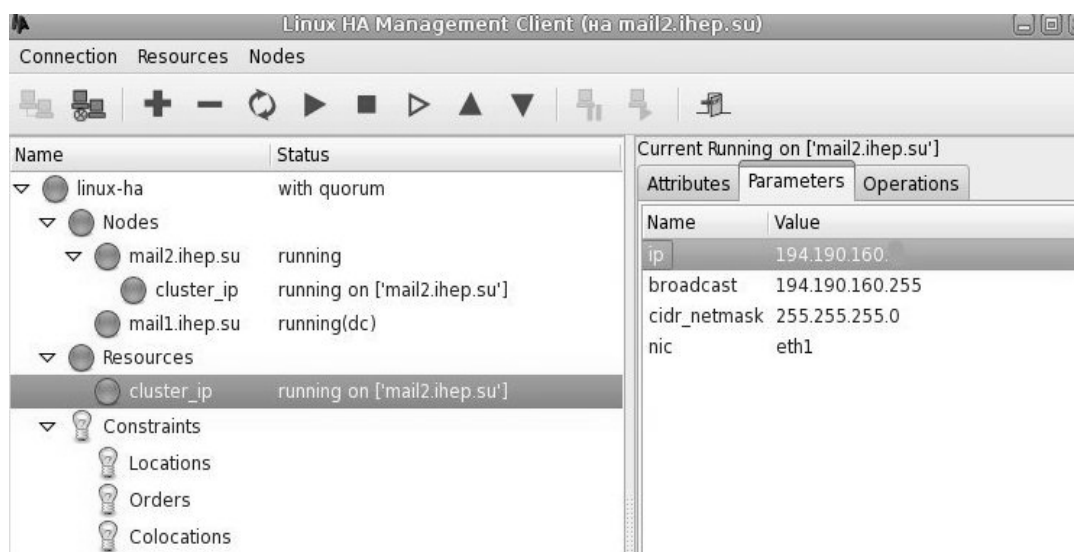 Linux HA Management Client (на mail2.ihep.su)
Connection Resources Nodes
Name Status
linux-ha with quorum
Nodes
mail2.ihep.su running
cluster_ip running on ['mail2.ihep.su']
mail1.ihep.su running(dc)
Resources
cluster_ip running on ['mail2.ihep.su']
Constraints
Locations
Orders
Colocations
Current Running on ['mail2.ihep.su']
Attributes Parameters Operations
Name Value
ip 194.190.160.
broadcast 194.190.160.255
cidr_netmask 255.255.255.0
nic eth1